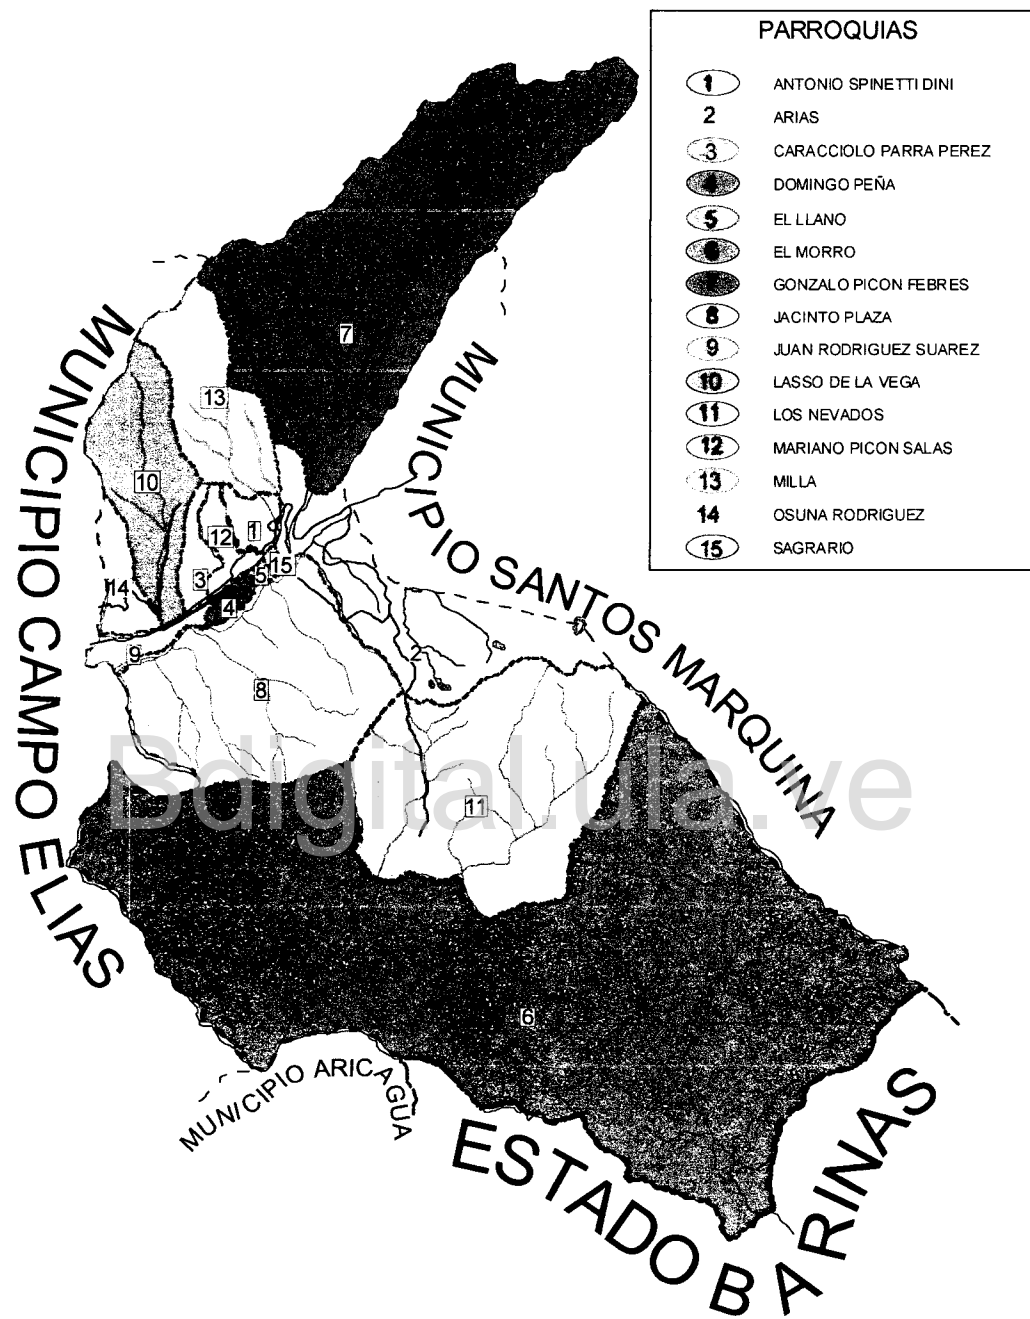 PARROQUIAS
1 ANTONIO SPINETTI DINI
2 ARIAS
3 CARACCIOLO PARRA PEREZ
4 DOMINGO PEÑA
5 EL LLANO
6 EL MORRO
GONZALO PICON FEBRES
8 JACINTO PLAZA
9 JUAN RODRIGUEZ SUAREZ
10 LASSO DE LA VEGA
11 LOS NEVADOS
12 MARIANO PICON SALAS
13 MILLA
14 OSUNA RODRIGUEZ
15 SAGRARIO
7
13
10
12
1
15
5
3
14
4
9
2
8
11
6
MUNICIPIO CAMPO ELIAS
MUNICIPIO SANTOS MARQUINA
MUNICIPIO ARICAGUA
ESTADO BARINAS
Bdigital.ula.ve